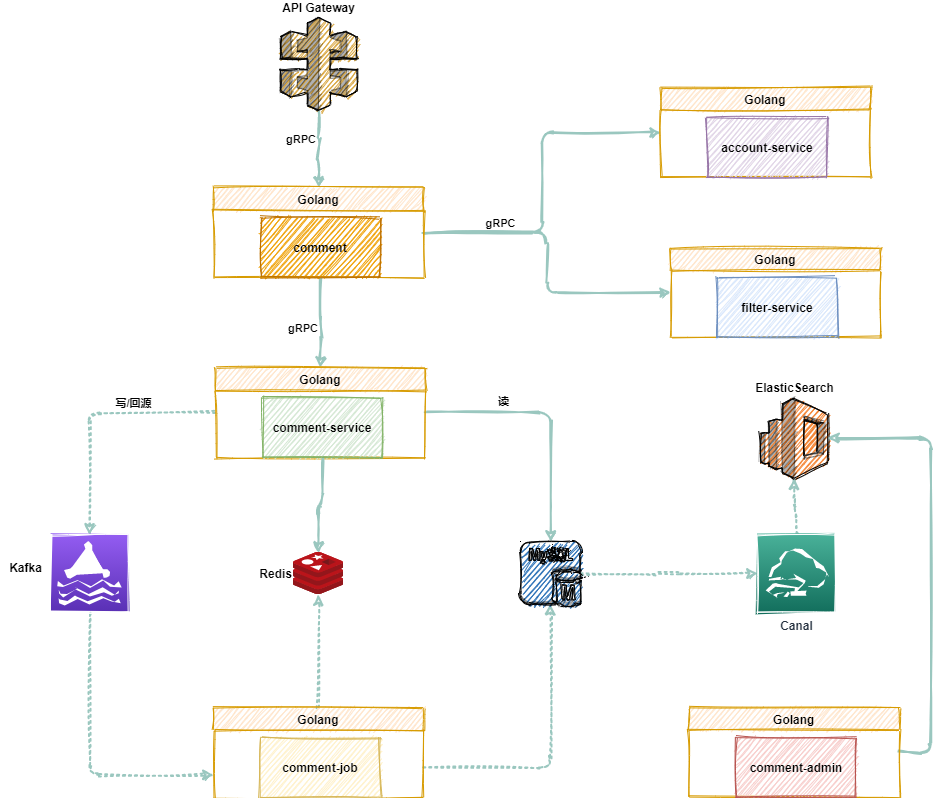 API Gateway
gRPC
Golang
account-service
Golang
comment
gRPC
Golang
filter-service
gRPC
Golang
comment-service
写/回源
读
ElasticSearch
Kafka
Redis
MySQL
Canal
Golang
comment-job
Golang
comment-admin